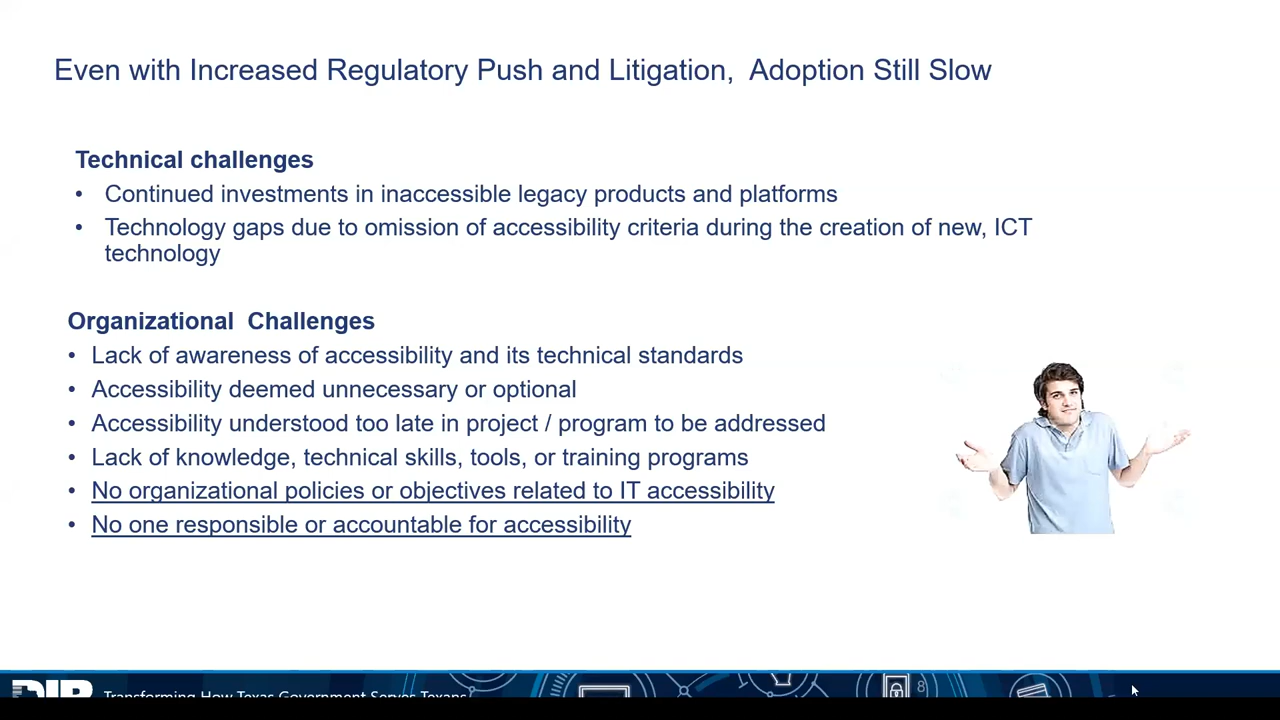 Even with Increased Regulatory Push and Litigation,  Adoption Still Slow
Technical challenges
• Continued investments in inaccessible legacy products and platforms
• Technology gaps due to omission of accessibility criteria during the creation of new, ICT
technology
Organizational  Challenges
• Lack of awareness of accessibility and its technical standards
• Accessibility deemed unnecessary or optional
• Accessibility understood too late in project / program to be addressed
• Lack of knowledge, technical skills, tools, or training programs
• No organizational policies or objectives related to IT accessibility
• No one responsible or accountable for accessibility
DIR Transforming How Texas Government Serves Texans
8